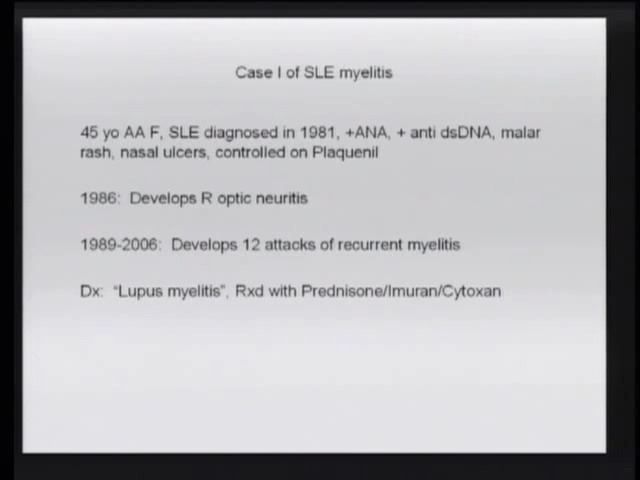 Case I of SLE myelitis
45 yo AA F, SLE diagnosed in 1981, +ANA, + anti dsDNA, malar
rash, nasal ulcers, controlled on Plaquenil
1986: Develops R optic neuritis
1989-2006: Develops 12 attacks of recurrent myelitis
Dx: “Lupus myelitis”, Rxd with Prednisone/Imuran/Cytoxan